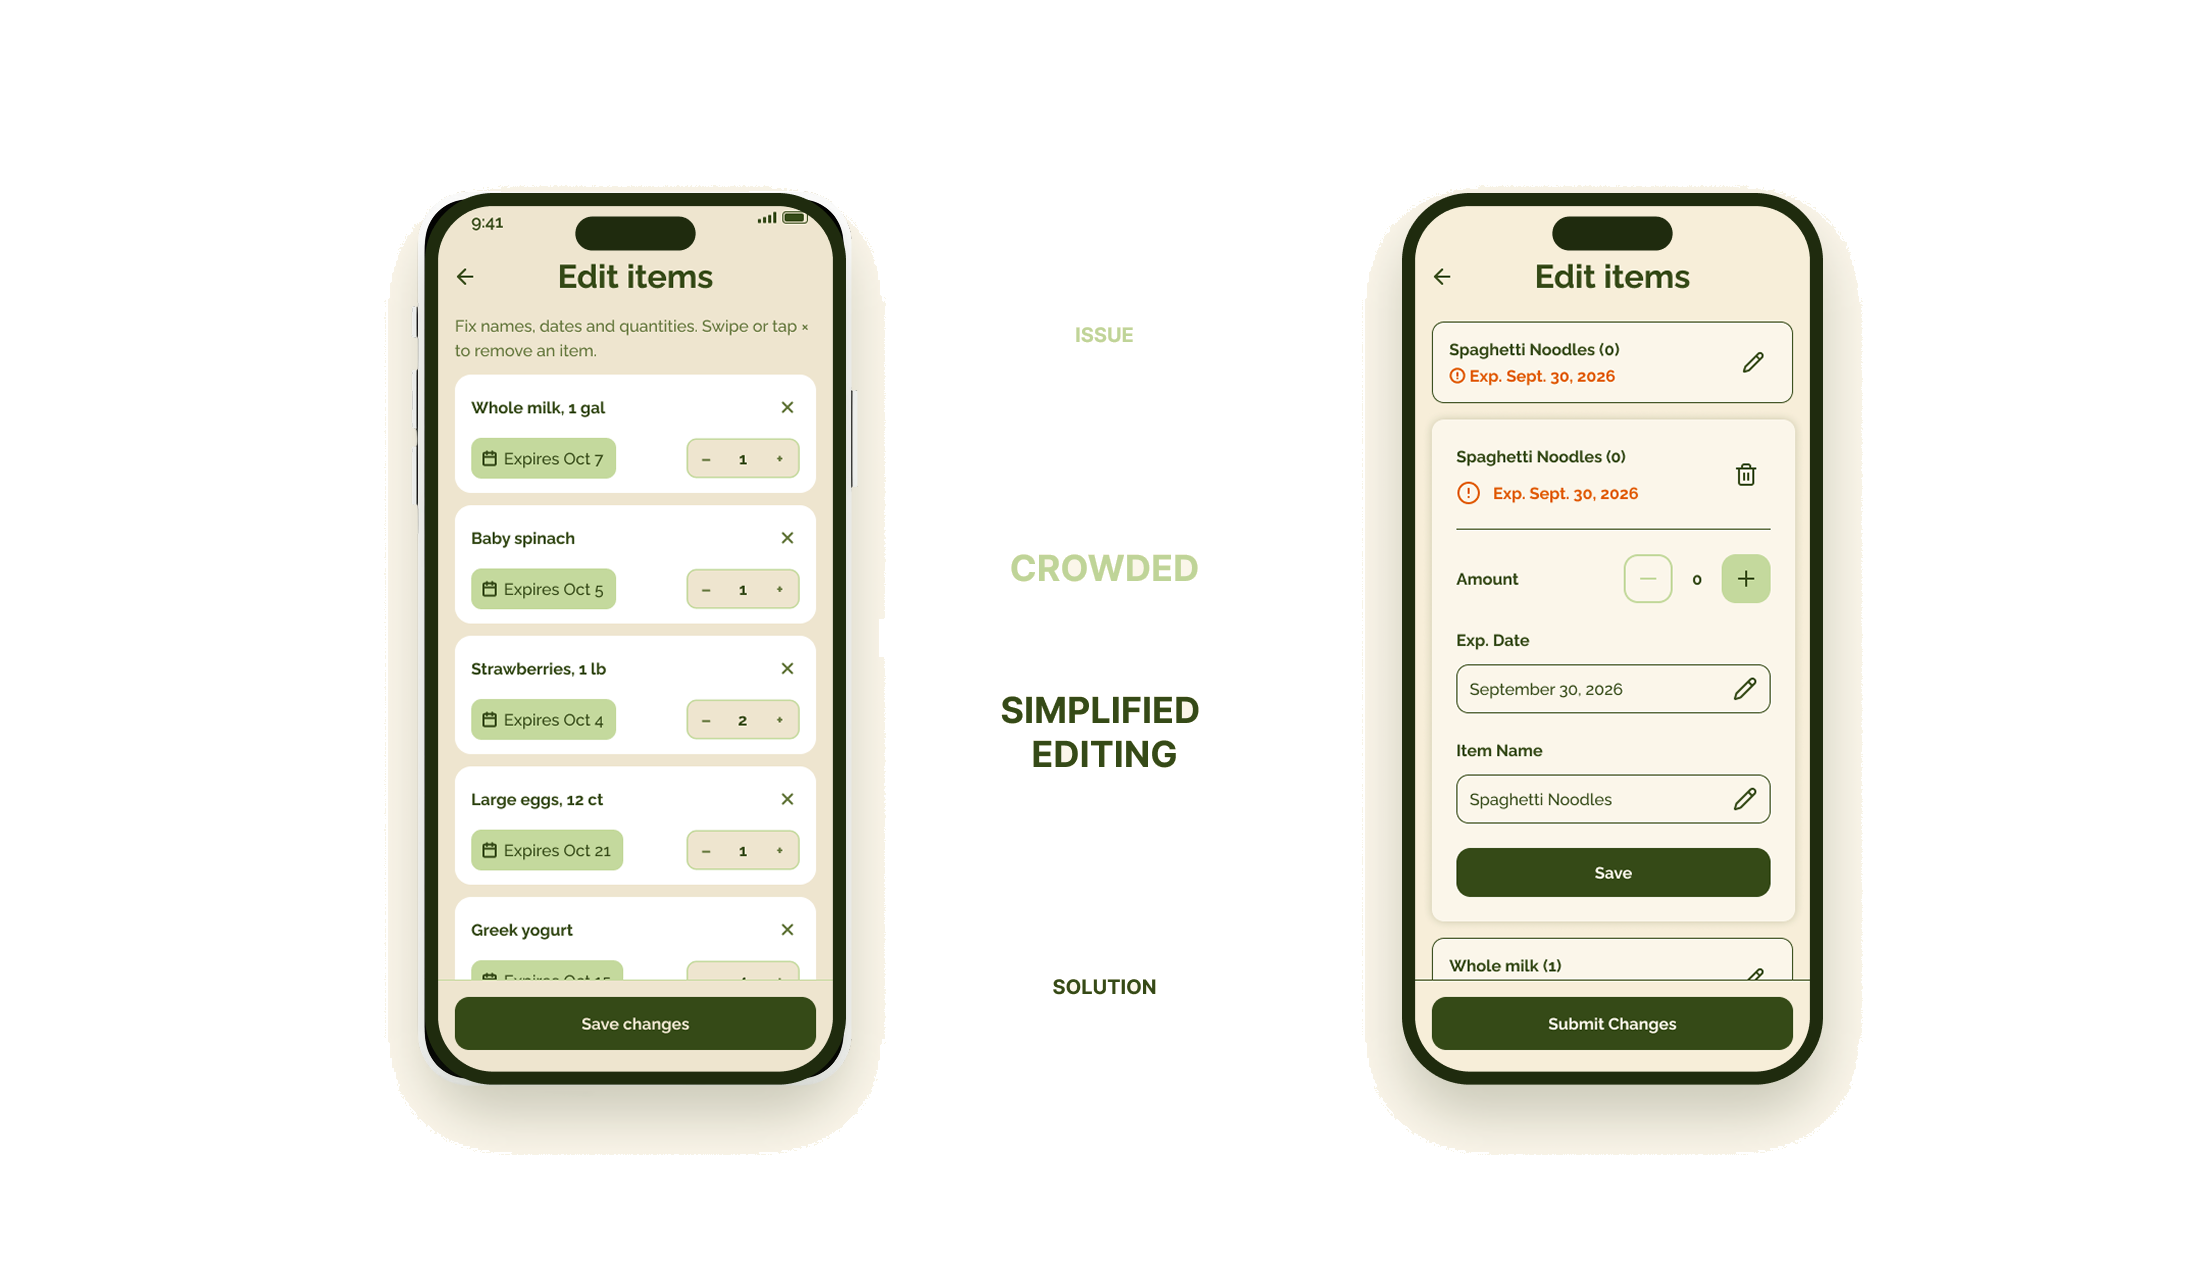 9:41
Edit items
Fix names, dates and quantities. Swipe or tap ×
to remove an item.
Whole milk, 1 gal
Expires Oct 7
– 1 +
Baby spinach
Expires Oct 5
– 1 +
Strawberries, 1 lb
Expires Oct 4
– 2 +
Large eggs, 12 ct
Expires Oct 21
– 1 +
Greek yogurt
Expires Oct 15
Save changes
ISSUE
CROWDED
SIMPLIFIED
EDITING
SOLUTION
Edit items
Spaghetti Noodles (0)
Exp. Sept. 30, 2026
Spaghetti Noodles (0)
Exp. Sept. 30, 2026
Amount
0
Exp. Date
September 30, 2026
Item Name
Spaghetti Noodles
Save
Whole milk (1)
Submit Changes